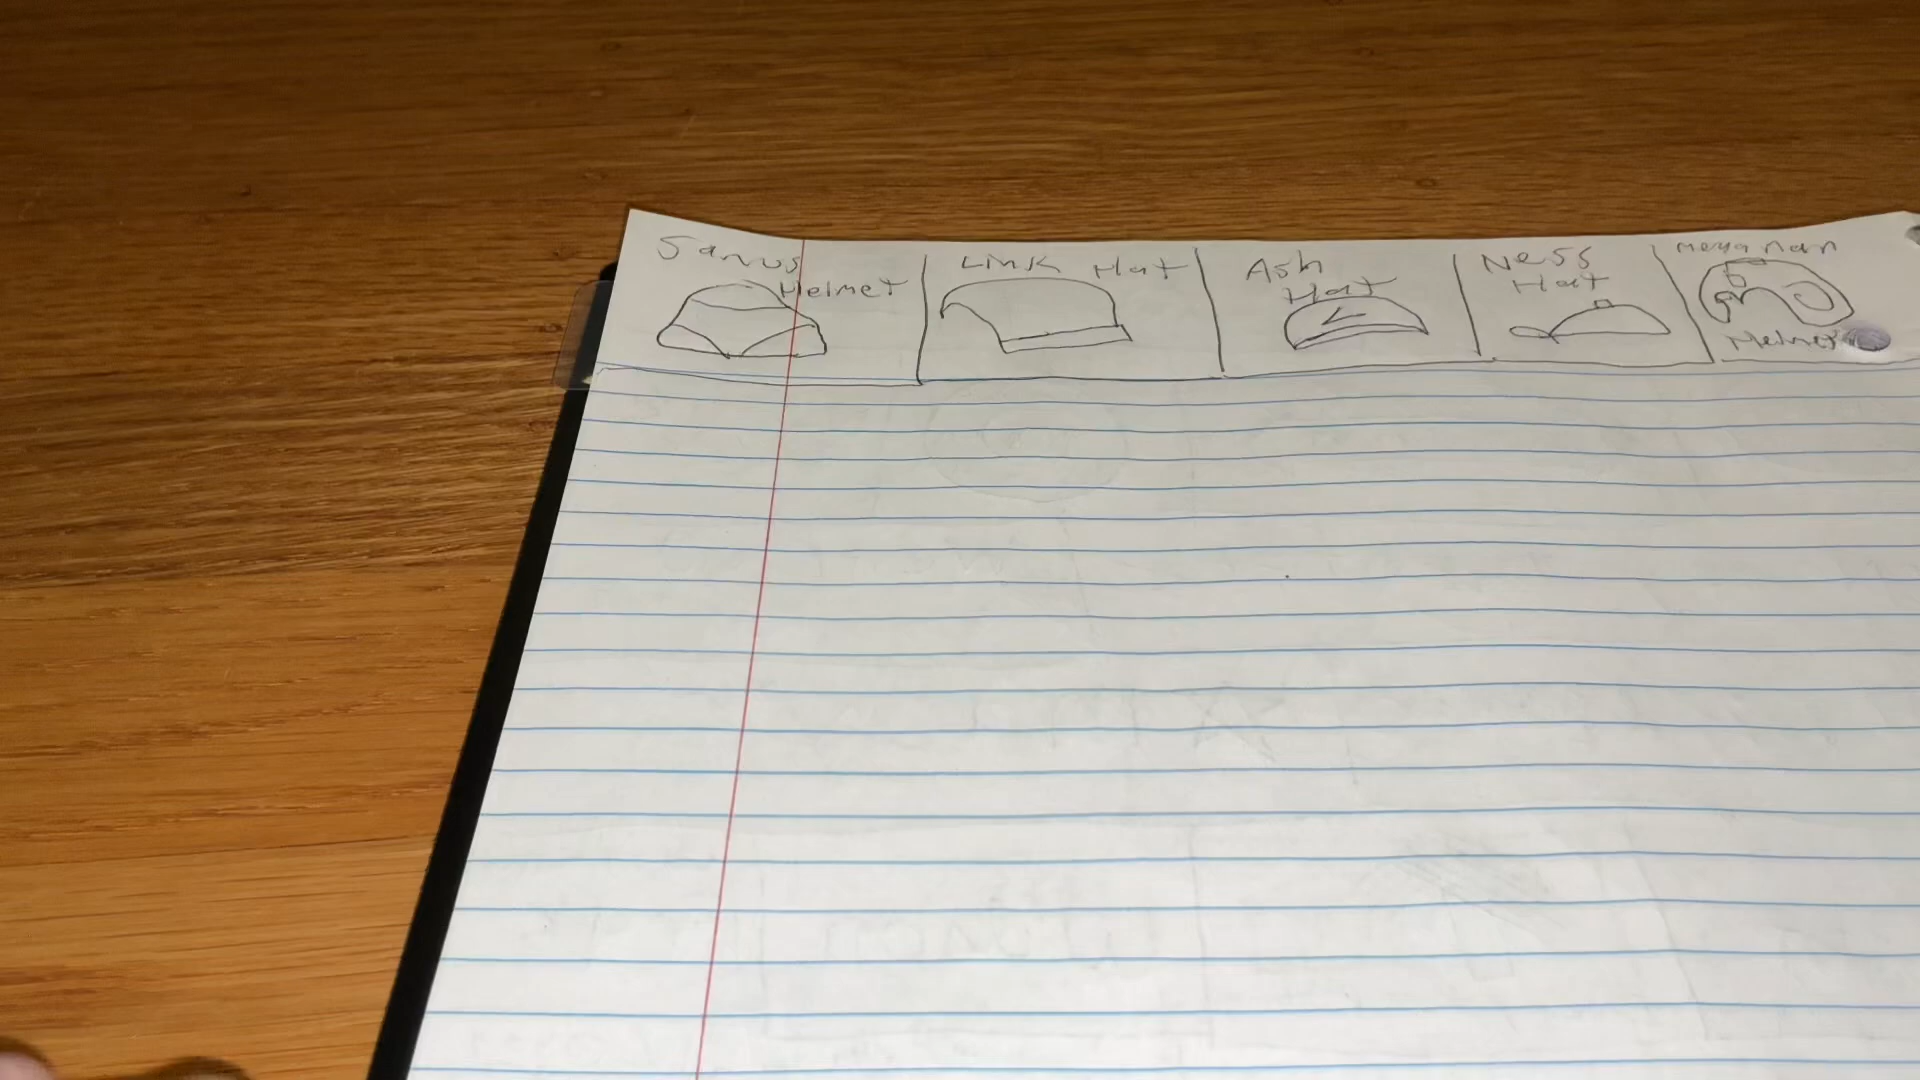 Samus
Helmet
Link Hat
Ash
Hat
Ness
Hat
Mega man
Helmet